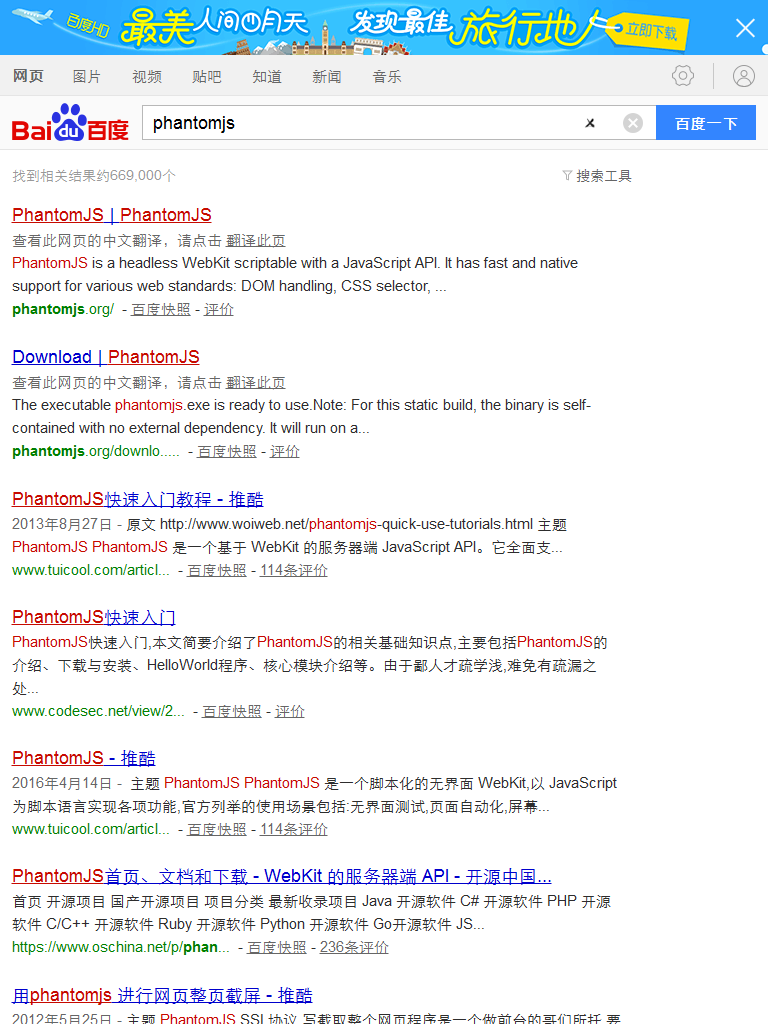 百度HD 最美人间四月天 发现最佳旅行地 立即下载
网页 图片 视频 贴吧 知道 新闻 音乐
Bai du 百度 phantomjs 百度一下
找到相关结果约669,000个 搜索工具
PhantomJS | PhantomJS
查看此网页的中文翻译，请点击 翻译此页
PhantomJS is a headless WebKit scriptable with a JavaScript API. It has fast and native
support for various web standards: DOM handling, CSS selector, ...
phantomjs.org/ - 百度快照 - 评价
Download | PhantomJS
查看此网页的中文翻译，请点击 翻译此页
The executable phantomjs.exe is ready to use.Note: For this static build, the binary is self-
contained with no external dependency. It will run on a...
phantomjs.org/downlo..... - 百度快照 - 评价
PhantomJS快速入门教程 - 推酷
2013年8月27日 - 原文 http://www.woiweb.net/phantomjs-quick-use-tutorials.html 主题
PhantomJS PhantomJS 是一个基于 WebKit 的服务器端 JavaScript API。它全面支...
www.tuicool.com/articl... - 百度快照 - 114条评价
PhantomJS快速入门
PhantomJS快速入门,本文简要介绍了PhantomJS的相关基础知识点,主要包括PhantomJS的
介绍、下载与安装、HelloWorld程序、核心模块介绍等。由于鄙人才疏学浅,难免有疏漏之
处...
www.codesec.net/view/2... - 百度快照 - 评价
PhantomJS - 推酷
2016年4月14日 - 主题 PhantomJS PhantomJS 是一个脚本化的无界面 WebKit,以 JavaScript
为脚本语言实现各项功能,官方列举的使用场景包括:无界面测试,页面自动化,屏幕...
www.tuicool.com/articl... - 百度快照 - 114条评价
PhantomJS首页、文档和下载 - WebKit 的服务器端 API - 开源中国...
首页 开源项目 国产开源项目 项目分类 最新收录项目 Java 开源软件 C# 开源软件 PHP 开源
软件 C/C++ 开源软件 Ruby 开源软件 Python 开源软件 Go开源软件 JS...
https://www.oschina.net/p/phan... - 百度快照 - 236条评价
用phantomjs 进行网页整页截屏 - 推酷
2012年5月25日 - 主题 PhantomJS SSL协议 写截取整个网页程序是一个做前台的哥们所托,要